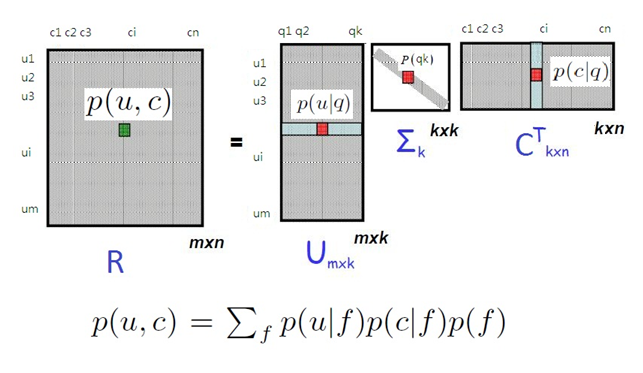 c1 c2 c3 ci cn
u1
u2
u3
ui
um
p(u, c)
mxn
R
=
q1 q2 qk
u1
u2
u3
ui
um
p(u|q)
mxk
U mxk
P(qk)
kxk
Σk
c1 c2 c3 ci cn
p(c|q)
kxn
C^T kxn
p(u, c) = ∑f p(u|f)p(c|f)p(f)